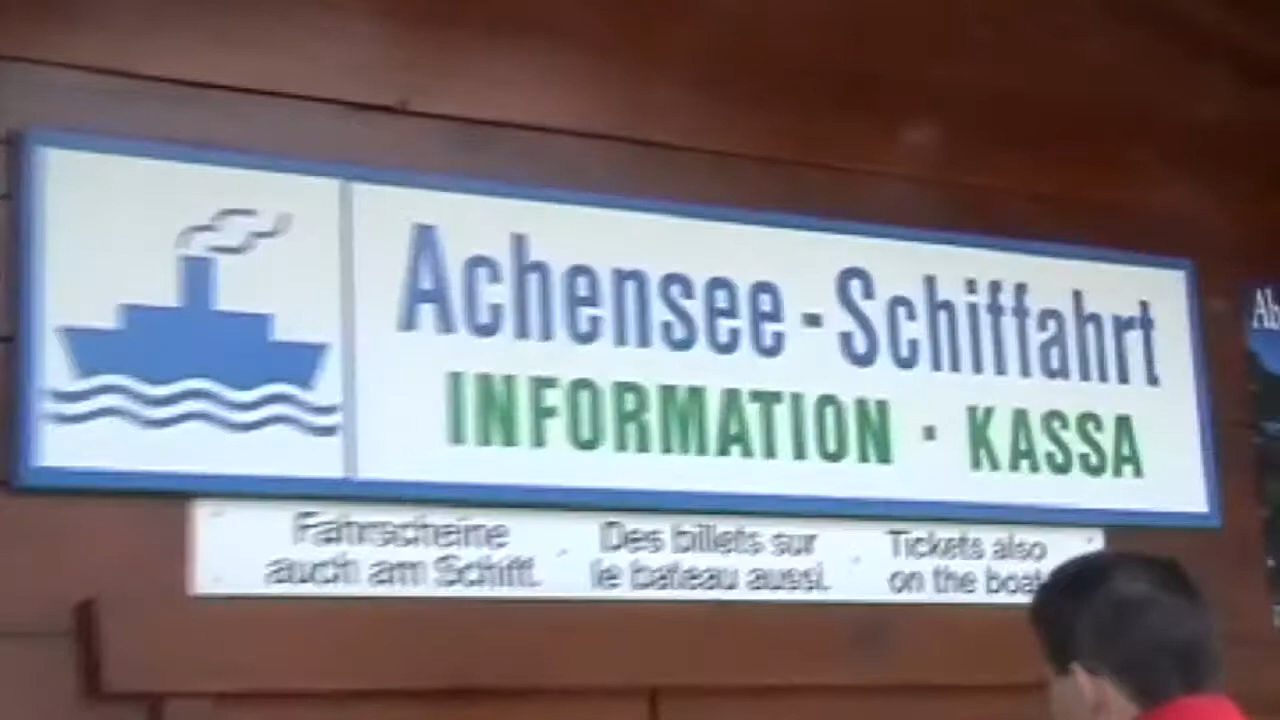 Achensee-Schiffahrt
INFORMATION · KASSA
Fahrscheine
auch am Schiff.
Des billets sur
le bateau aussi.
Tickets also
on the boat